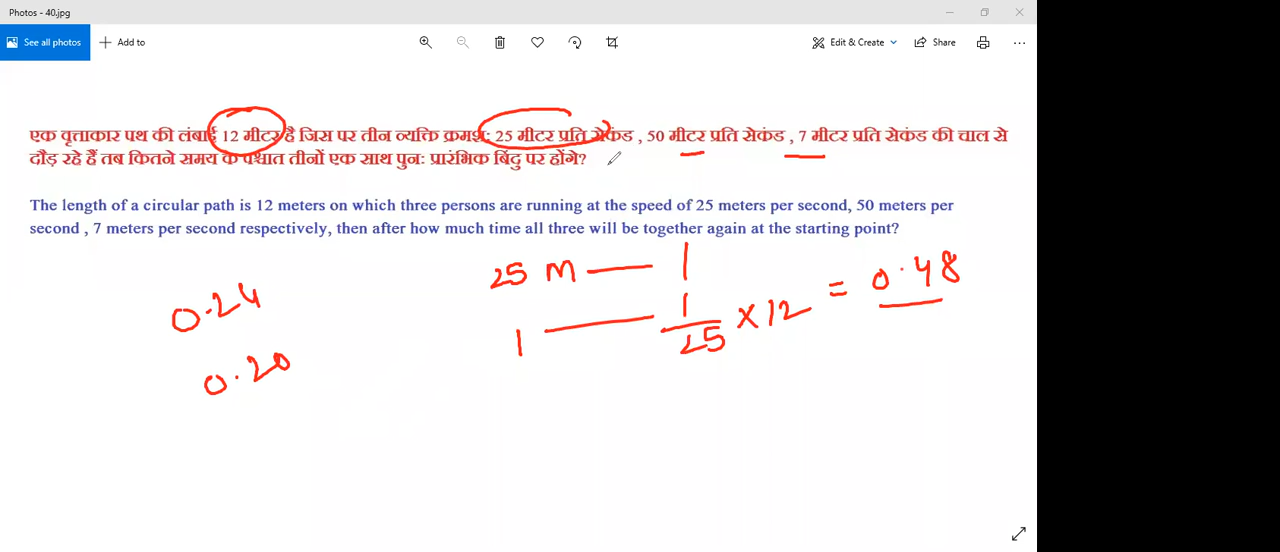 Photos - 40.jpg
See all photos
Add to
Edit & Create
Share
एक वृत्ताकार पथ की लंबाई 12 मीटर है जिस पर तीन व्यक्ति क्रमश: 25 मीटर प्रति सेकंड , 50 मीटर प्रति सेकंड , 7 मीटर प्रति सेकंड की चाल से
दौड़ रहे हैं तब कितने समय के पश्चात तीनों एक साथ पुनः प्रारंभिक बिंदु पर होंगे?
The length of a circular path is 12 meters on which three persons are running at the speed of 25 meters per second, 50 meters per
second , 7 meters per second respectively, then after how much time all three will be together again at the starting point?
25 M — 1
1 — 1/25 × 12 = 0.48
0.24
0.20